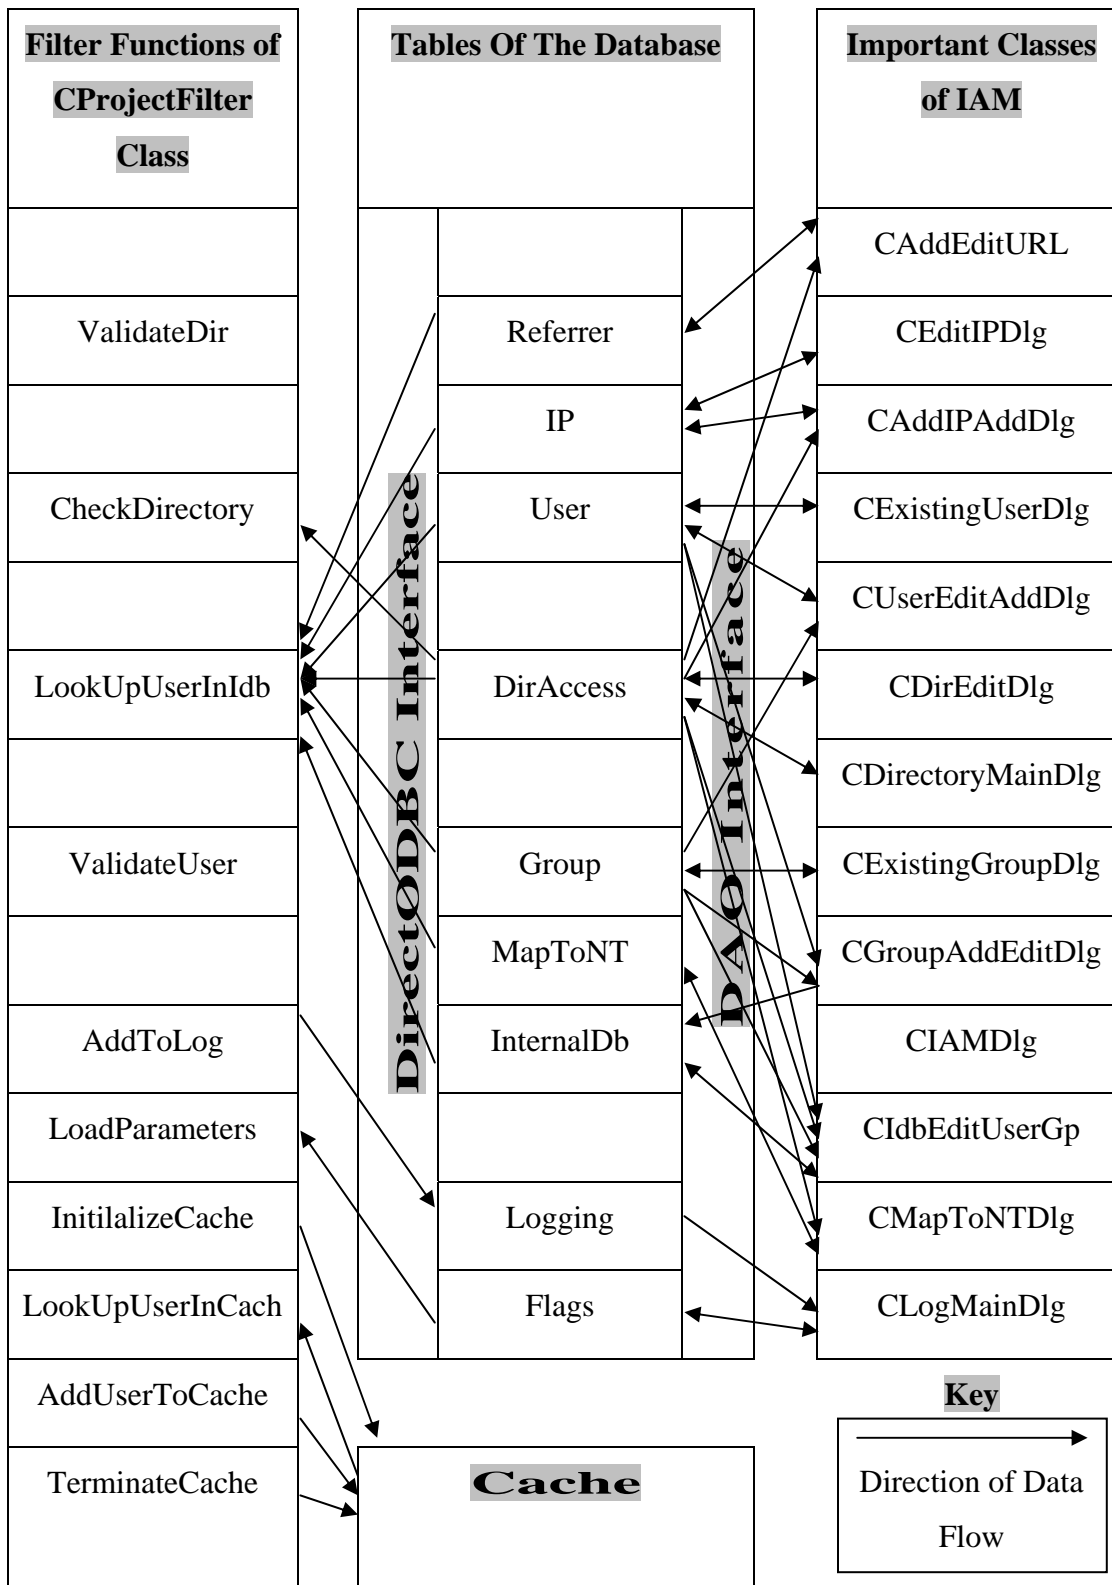 Filter Functions of
CProjectFilter
Class
ValidateDir
CheckDirectory
LookUpUserInIdb
ValidateUser
AddToLog
LoadParameters
InitilalizeCache
LookUpUserInCach
AddUserToCache
TerminateCache
Tables Of The Database
DirectODBC Interface
Referrer
IP
User
DirAccess
Group
MapToNT
InternalDb
Logging
Flags
DAO Interface
Cache
Important Classes
of IAM
CAddEditURL
CEditIPDlg
CAddIPAddDlg
CExistingUserDlg
CUserEditAddDlg
CDirEditDlg
CDirectoryMainDlg
CExistingGroupDlg
CGroupAddEditDlg
CIAMDlg
CIdbEditUserGp
CMapToNTDlg
CLogMainDlg
Key
Direction of Data
Flow